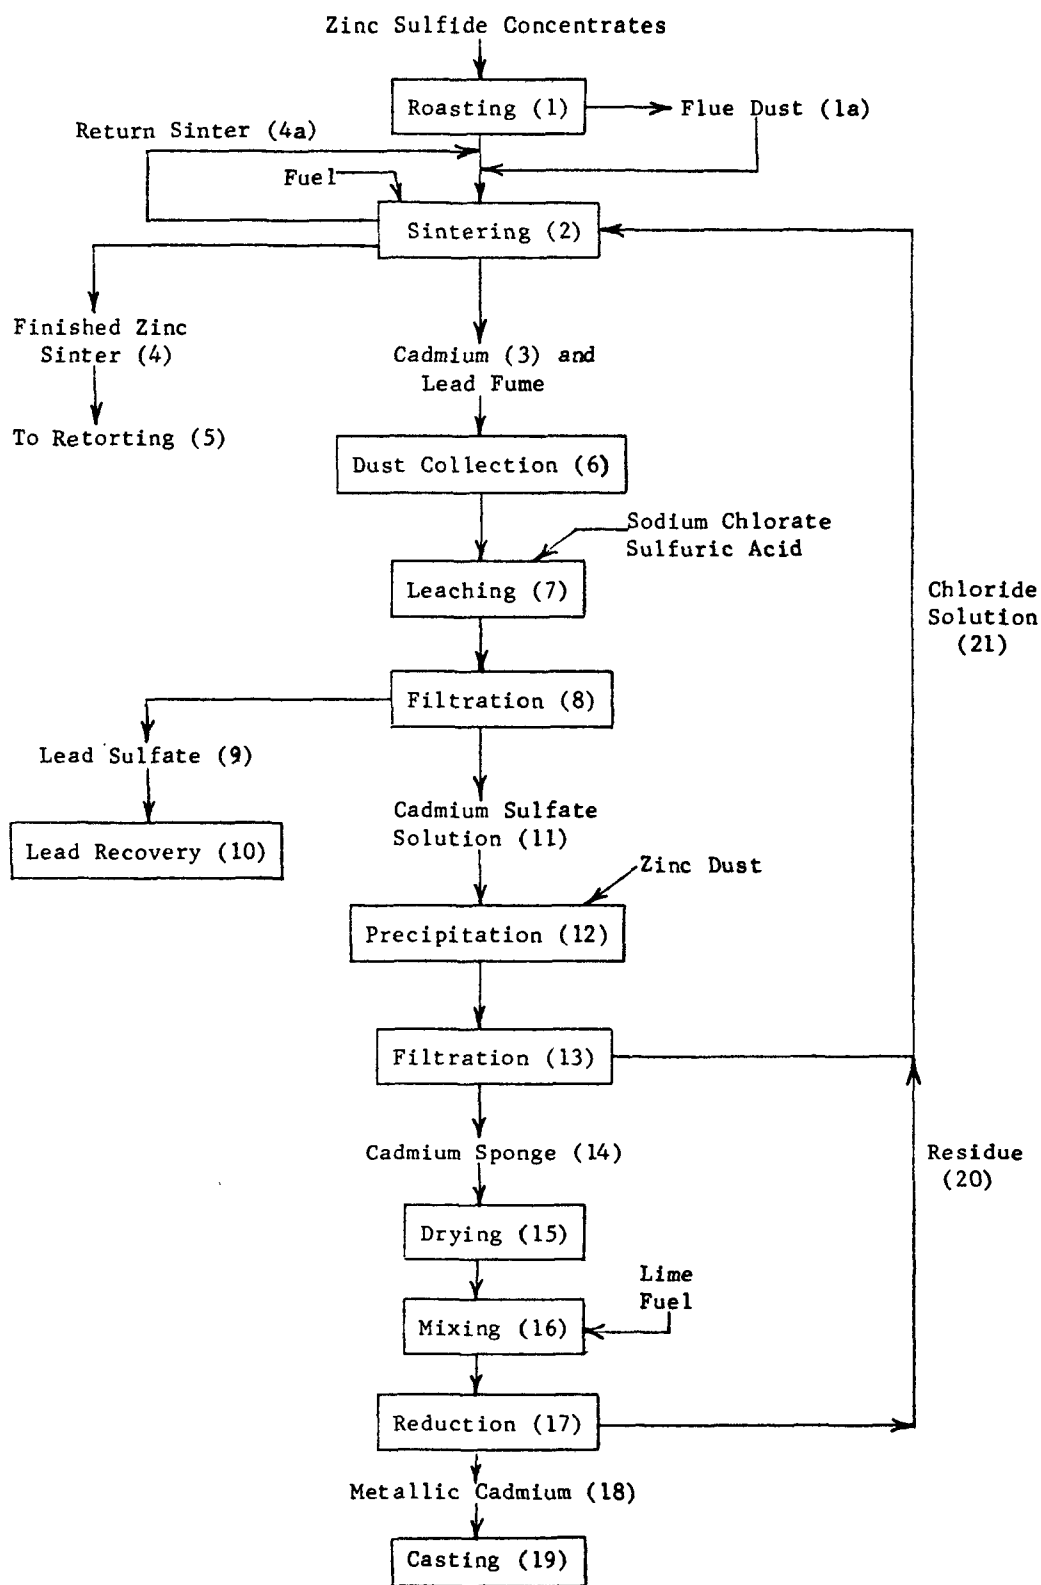 Zinc Sulfide Concentrates
Roasting (1)
Flue Dust (1a)
Return Sinter (4a)
Fuel
Sintering (2)
Finished Zinc
Sinter (4)
Cadmium (3) and
Lead Fume
To Retorting (5)
Dust Collection (6)
Sodium Chlorate
Sulfuric Acid
Leaching (7)
Chloride
Solution
(21)
Filtration (8)
Lead Sulfate (9)
Cadmium Sulfate
Solution (11)
Lead Recovery (10)
Zinc Dust
Precipitation (12)
Filtration (13)
Cadmium Sponge (14)
Residue
(20)
Drying (15)
Lime
Fuel
Mixing (16)
Reduction (17)
Metallic Cadmium (18)
Casting (19)